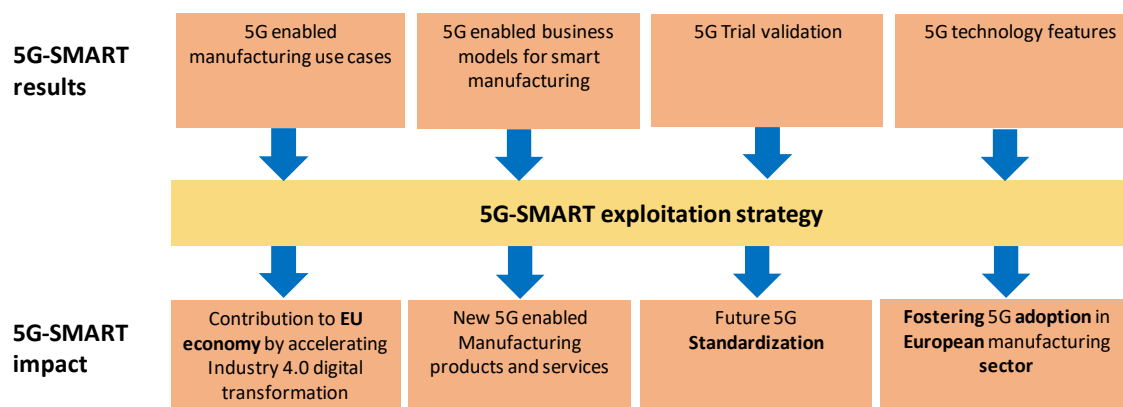 5G-SMART
results
5G enabled
manufacturing use cases
5G enabled business
models for smart
manufacturing
5G Trial validation
5G technology features
5G-SMART exploitation strategy
5G-SMART
impact
Contribution to EU
economy by accelerating
Industry 4.0 digital
transformation
New 5G enabled
Manufacturing
products and services
Future 5G
Standardization
Fostering 5G adoption in
European manufacturing
sector